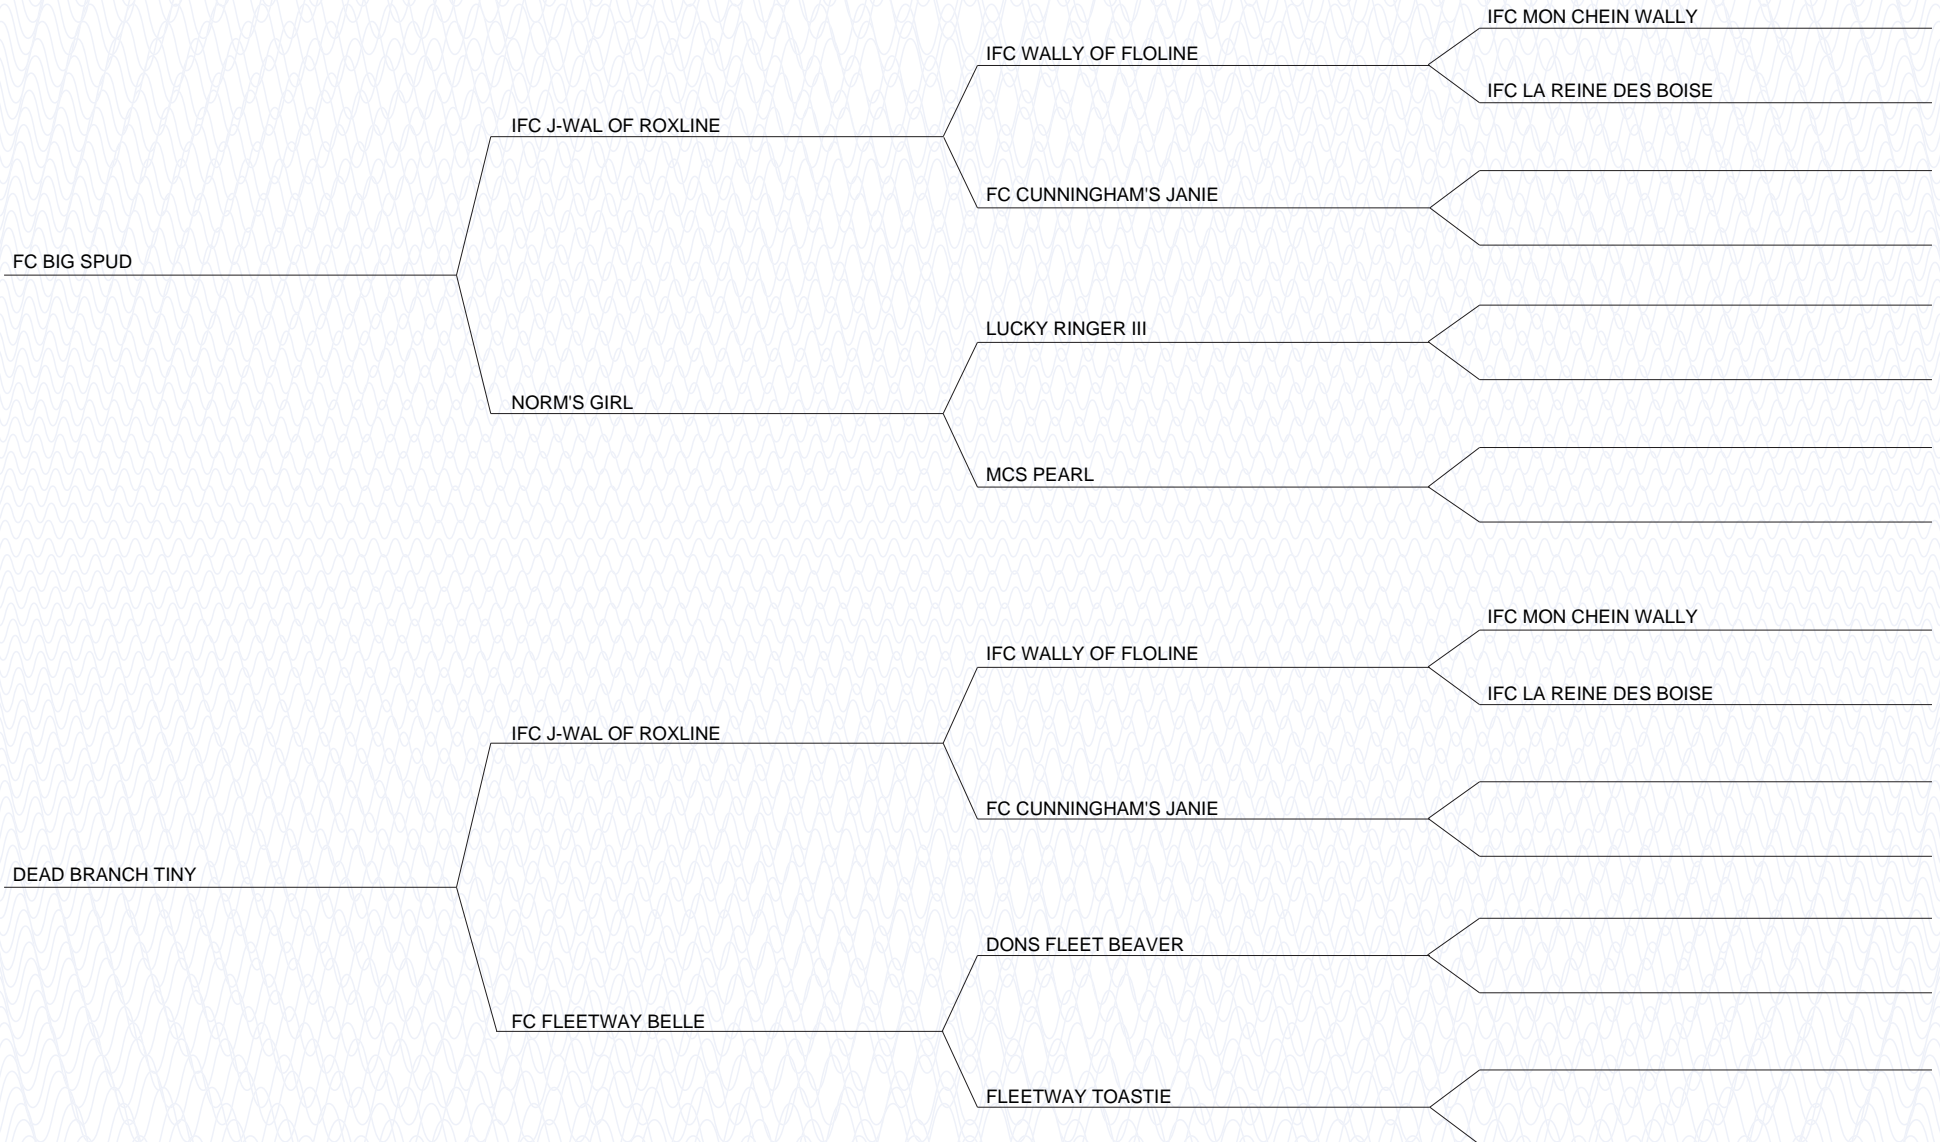 IFC MON CHEIN WALLY
IFC WALLY OF FLOLINE
IFC LA REINE DES BOISE
IFC J-WAL OF ROXLINE
FC CUNNINGHAM'S JANIE
FC BIG SPUD
LUCKY RINGER III
NORM'S GIRL
MCS PEARL
IFC MON CHEIN WALLY
IFC WALLY OF FLOLINE
IFC LA REINE DES BOISE
IFC J-WAL OF ROXLINE
FC CUNNINGHAM'S JANIE
DEAD BRANCH TINY
DONS FLEET BEAVER
FC FLEETWAY BELLE
FLEETWAY TOASTIE